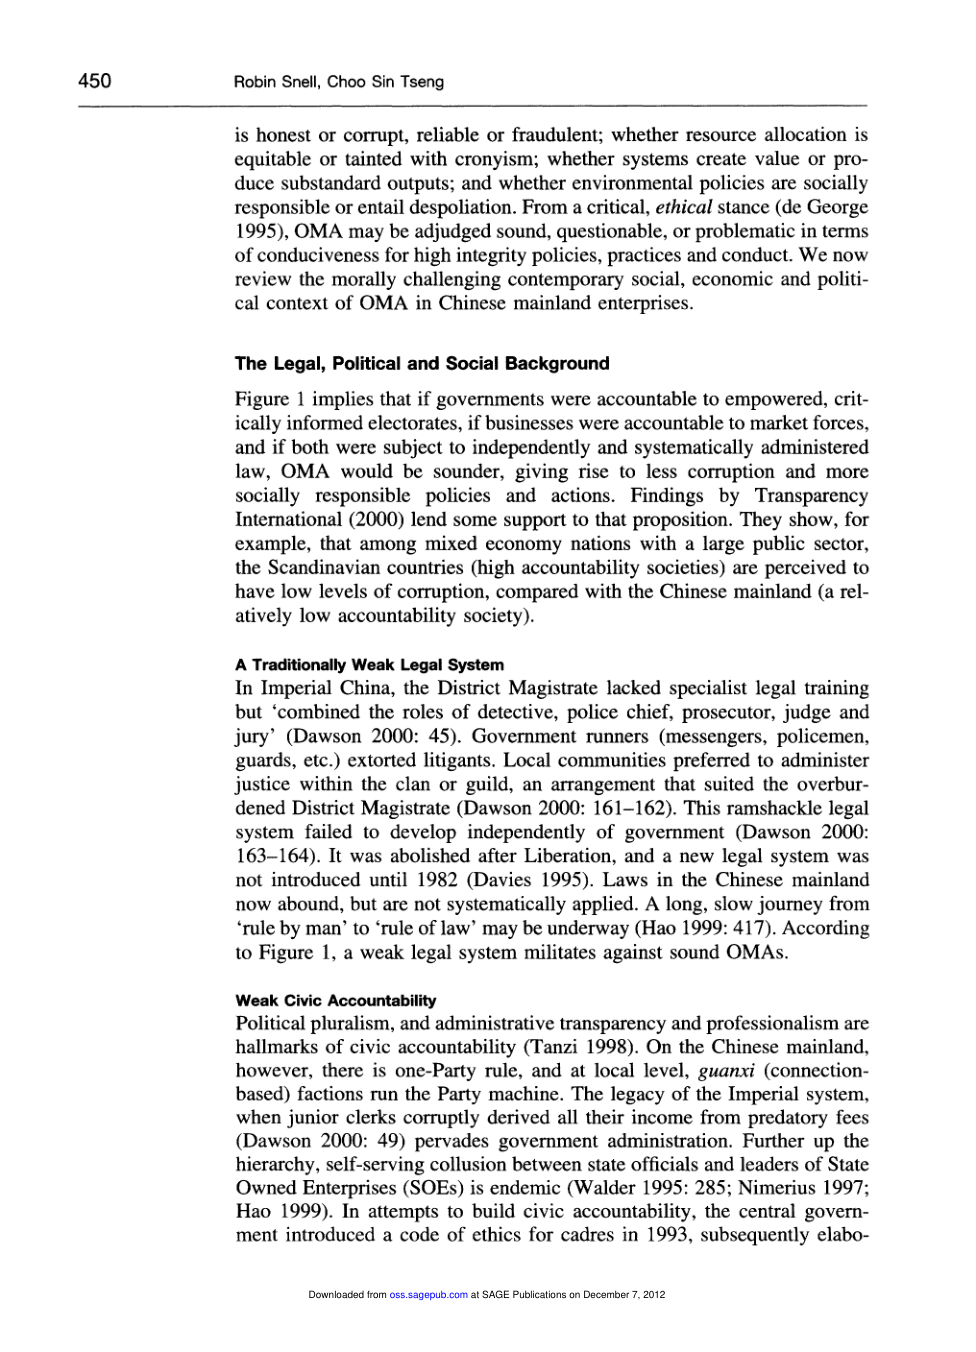 450
Robin Snell, Choo Sin Tseng
is honest or corrupt, reliable or fraudulent; whether resource allocation is
equitable or tainted with cronyism; whether systems create value or pro-
duce substandard outputs; and whether environmental policies are socially
responsible or entail despoliation. From a critical, ethical stance (de George
1995), OMA may be adjudged sound, questionable, or problematic in terms
of conduciveness for high integrity policies, practices and conduct. We now
review the morally challenging contemporary social, economic and politi-
cal context of OMA in Chinese mainland enterprises.
The Legal, Political and Social Background
Figure 1 implies that if governments were accountable to empowered, crit-
ically informed electorates, if businesses were accountable to market forces,
and if both were subject to independently and systematically administered
law, OMA would be sounder, giving rise to less corruption and more
socially responsible policies and actions. Findings by Transparency
International (2000) lend some support to that proposition. They show, for
example, that among mixed economy nations with a large public sector,
the Scandinavian countries (high accountability societies) are perceived to
have low levels of corruption, compared with the Chinese mainland (a rel-
atively low accountability society).
A Traditionally Weak Legal System
In Imperial China, the District Magistrate lacked specialist legal training
but ‘combined the roles of detective, police chief, prosecutor, judge and
jury’ (Dawson 2000: 45). Government runners (messengers, policemen,
guards, etc.) extorted litigants. Local communities preferred to administer
justice within the clan or guild, an arrangement that suited the overbur-
dened District Magistrate (Dawson 2000: 161–162). This ramshackle legal
system failed to develop independently of government (Dawson 2000:
163–164). It was abolished after Liberation, and a new legal system was
not introduced until 1982 (Davies 1995). Laws in the Chinese mainland
now abound, but are not systematically applied. A long, slow journey from
‘rule by man’ to ‘rule of law’ may be underway (Hao 1999: 417). According
to Figure 1, a weak legal system militates against sound OMAs.
Weak Civic Accountability
Political pluralism, and administrative transparency and professionalism are
hallmarks of civic accountability (Tanzi 1998). On the Chinese mainland,
however, there is one-Party rule, and at local level, guanxi (connection-
based) factions run the Party machine. The legacy of the Imperial system,
when junior clerks corruptly derived all their income from predatory fees
(Dawson 2000: 49) pervades government administration. Further up the
hierarchy, self-serving collusion between state officials and leaders of State
Owned Enterprises (SOEs) is endemic (Walder 1995: 285; Nimerius 1997;
Hao 1999). In attempts to build civic accountability, the central govern-
ment introduced a code of ethics for cadres in 1993, subsequently elabo-
Downloaded from oss.sagepub.com at SAGE Publications on December 7, 2012